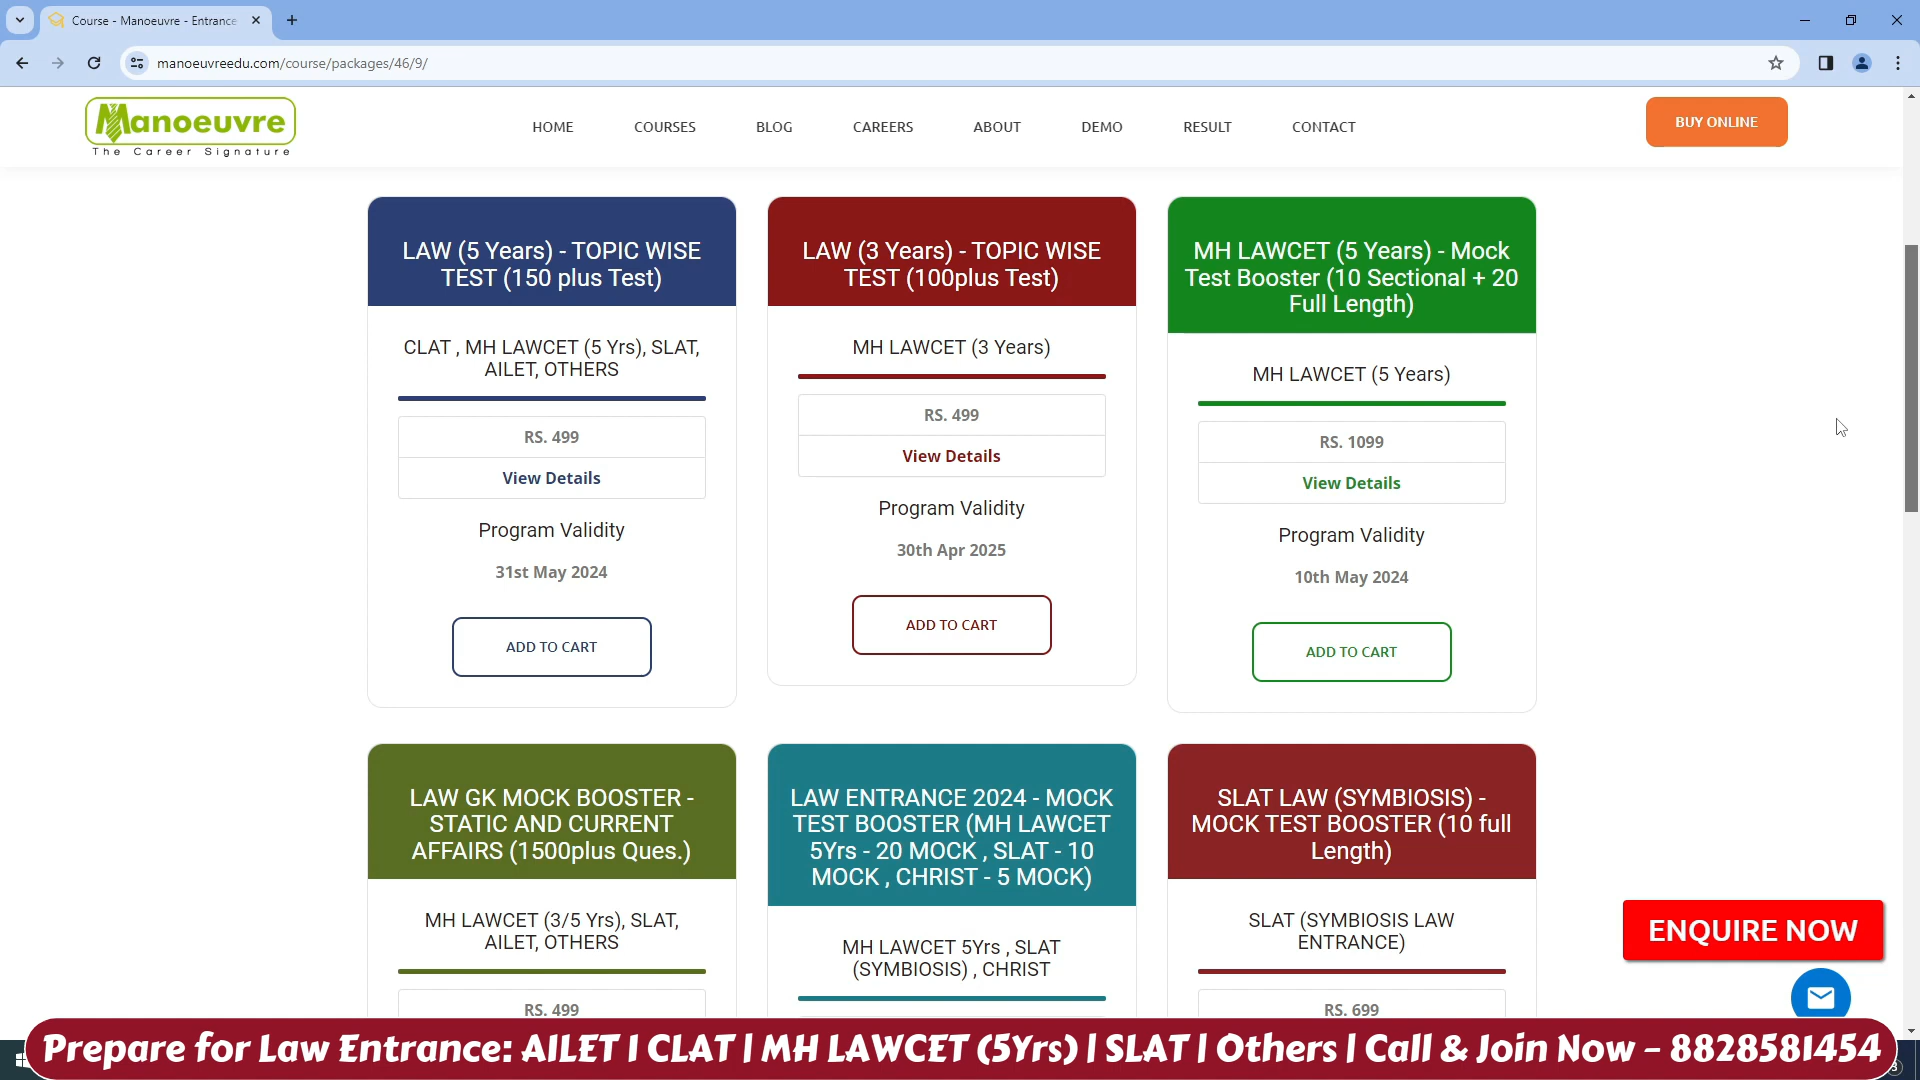 Course - Manoeuvre - Entrance
manoeuvreedu.com/course/packages/46/9/
Manoeuvre
The Career Signature
HOME COURSES BLOG CAREERS ABOUT DEMO RESULT CONTACT
BUY ONLINE
LAW (5 Years) - TOPIC WISE
TEST (150 plus Test)
CLAT , MH LAWCET (5 Yrs), SLAT,
AILET, OTHERS
RS. 499
View Details
Program Validity
31st May 2024
ADD TO CART
LAW (3 Years) - TOPIC WISE
TEST (100plus Test)
MH LAWCET (3 Years)
RS. 499
View Details
Program Validity
30th Apr 2025
ADD TO CART
MH LAWCET (5 Years) - Mock
Test Booster (10 Sectional + 20
Full Length)
MH LAWCET (5 Years)
RS. 1099
View Details
Program Validity
10th May 2024
ADD TO CART
LAW GK MOCK BOOSTER -
STATIC AND CURRENT
AFFAIRS (1500plus Ques.)
MH LAWCET (3/5 Yrs), SLAT,
AILET, OTHERS
RS. 499
LAW ENTRANCE 2024 - MOCK
TEST BOOSTER (MH LAWCET
5Yrs - 20 MOCK , SLAT - 10
MOCK , CHRIST - 5 MOCK)
MH LAWCET 5Yrs , SLAT
(SYMBIOSIS) , CHRIST
SLAT LAW (SYMBIOSIS) -
MOCK TEST BOOSTER (10 full
Length)
SLAT (SYMBIOSIS LAW
ENTRANCE)
RS. 699
ENQUIRE NOW
Prepare for Law Entrance: AILET | CLAT | MH LAWCET (5Yrs) | SLAT | Others | Call & Join Now - 8828581454